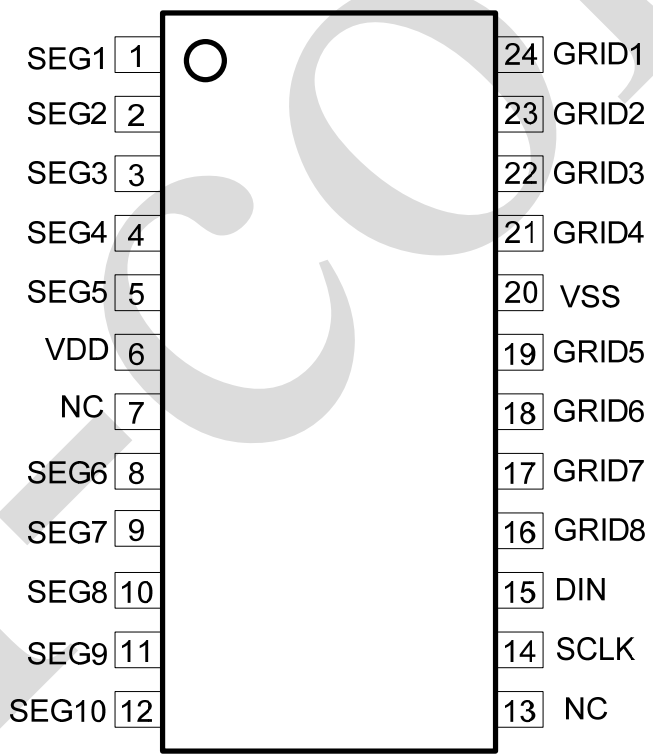 SEG1 1 24 GRID1
SEG2 2 23 GRID2
SEG3 3 22 GRID3
SEG4 4 21 GRID4
SEG5 5 20 VSS
VDD 6 19 GRID5
NC 7 18 GRID6
SEG6 8 17 GRID7
SEG7 9 16 GRID8
SEG8 10 15 DIN
SEG9 11 14 SCLK
SEG10 12 13 NC